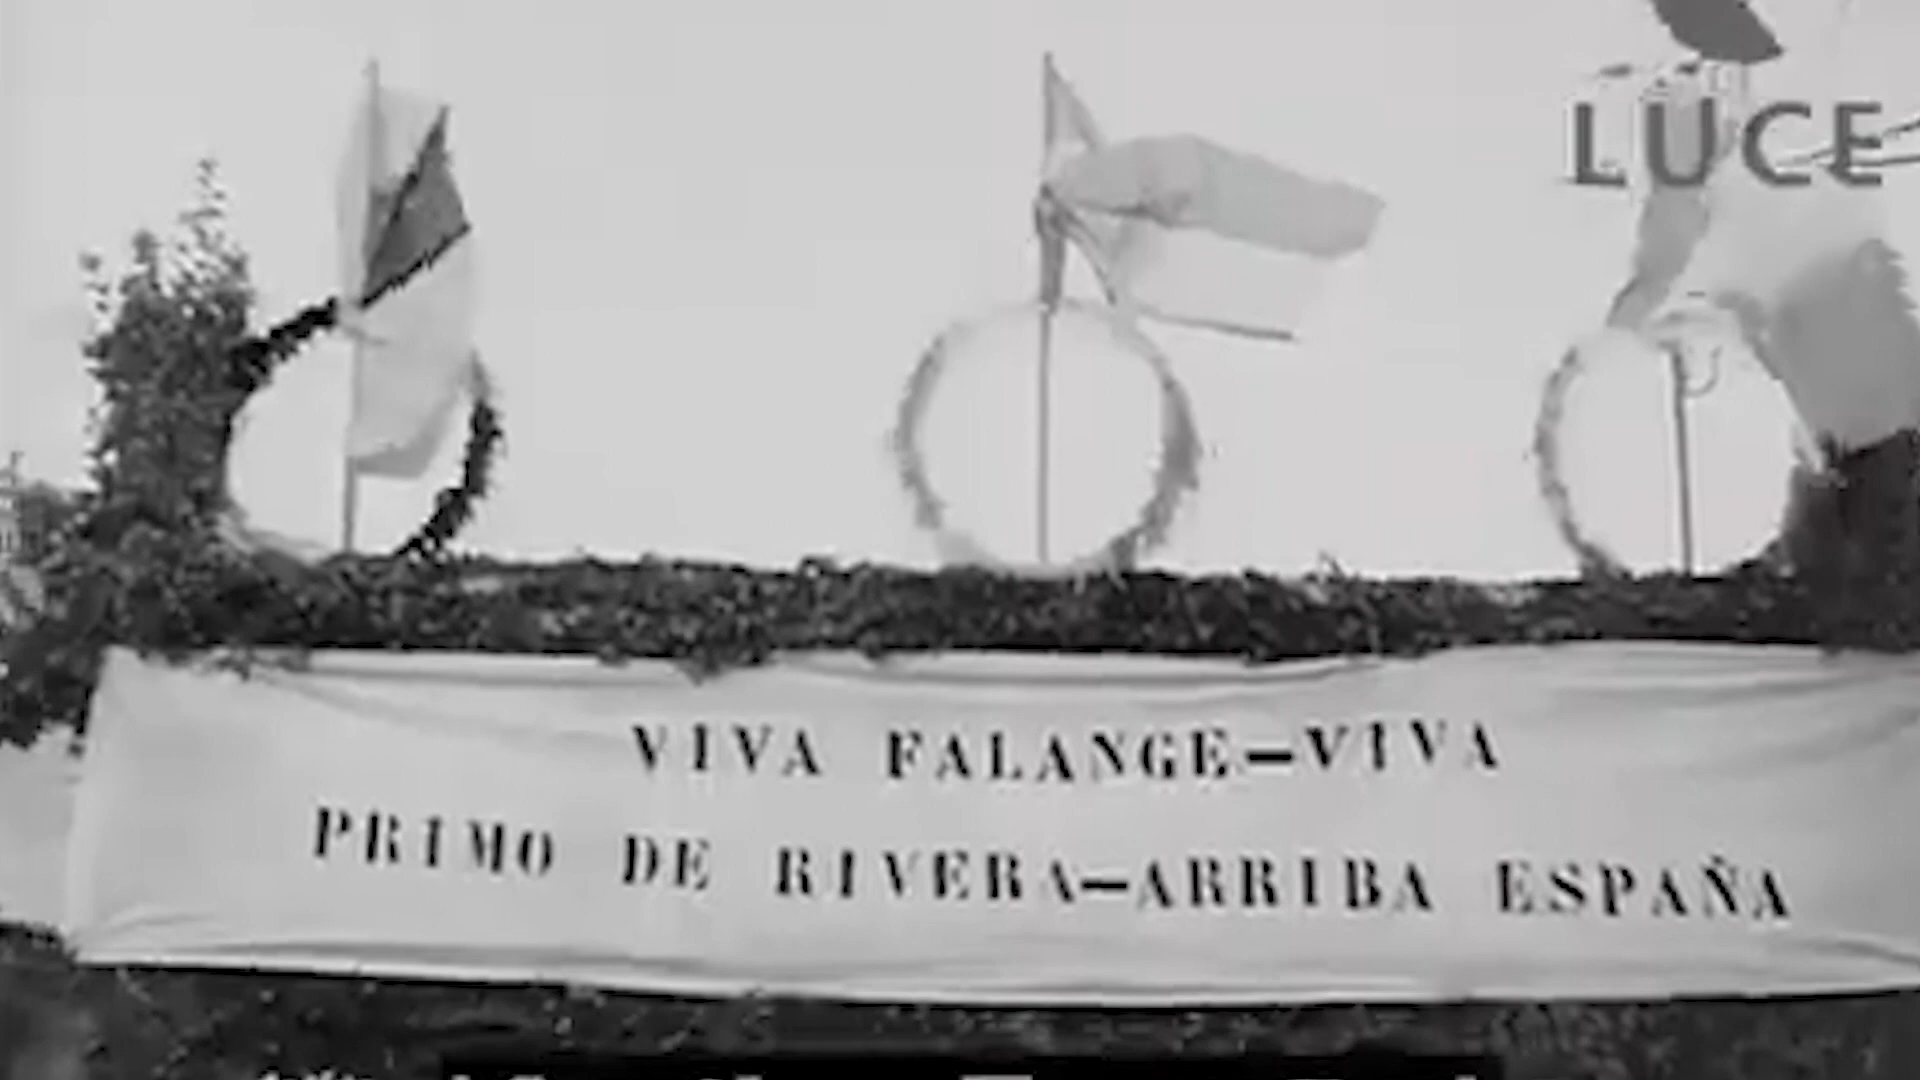 LUCE
VIVA FALANGE—VIVA
PRIMO DE RIVERA—ARRIBA ESPAÑA